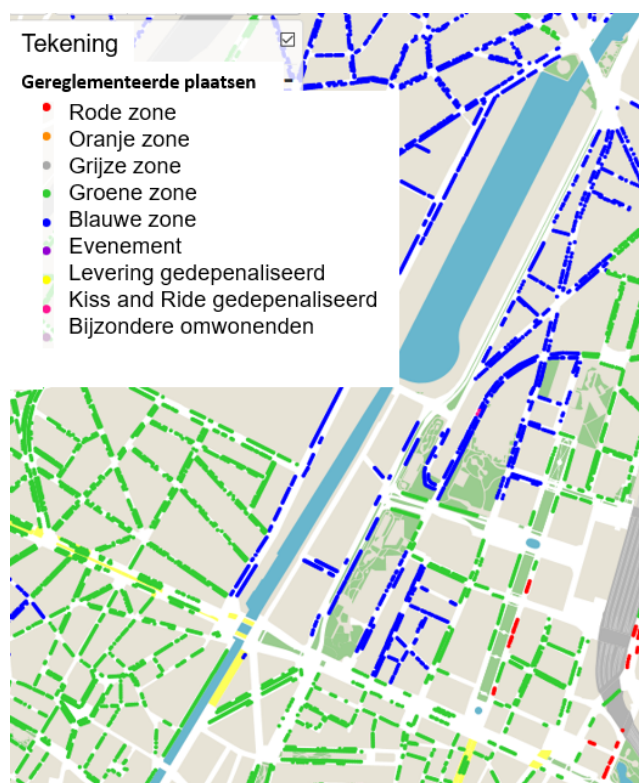 Tekening
Gereglementeerde plaatsen
Rode zone
Oranje zone
Grijze zone
Groene zone
Blauwe zone
Evenement
Levering gedepenaliseerd
Kiss and Ride gedepenaliseerd
Bijzondere omwonenden